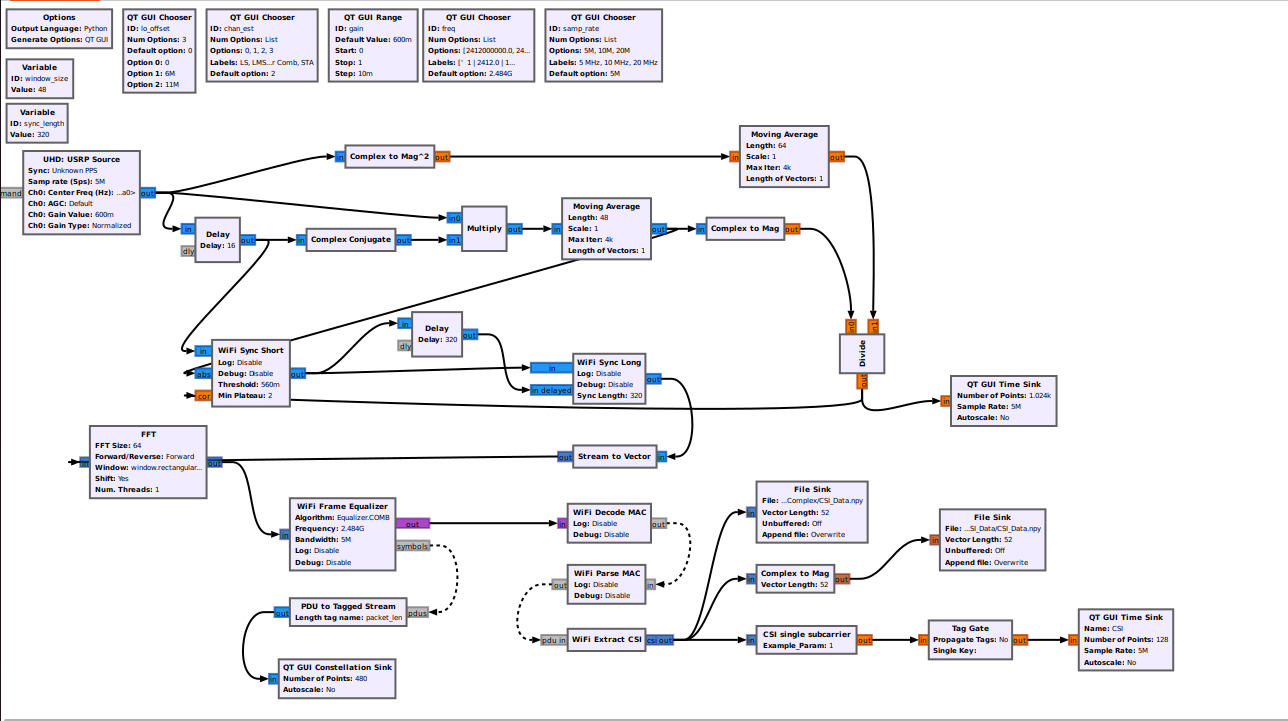 Options
Output Language: Python
Generate Options: QT GUI
QT GUI Chooser
ID: lo_offset
Num Options: 3
Default option: 0
Option 0: 0
Option 1: 6M
Option 2: 11M
QT GUI Chooser
ID: chan_est
Num Options: List
Options: 0, 1, 2, 3
Labels: LS, LMS...r Comb, STA
Default option: 2
QT GUI Range
ID: gain
Default Value: 600m
Start: 0
Stop: 1
Step: 10m
QT GUI Chooser
ID: freq
Num Options: List
Options: [2412000000.0, 24...
Labels: [' 1 | 2412.0 | 1...
Default option: 2.484G
QT GUI Chooser
ID: samp_rate
Num Options: List
Options: 5M, 10M, 20M
Labels: 5 MHz, 10 MHz, 20 MHz
Default option: 5M
Variable
ID: window_size
Value: 48
Variable
ID: sync_length
Value: 320
UHD: USRP Source
Sync: Unknown PPS
Samp rate (Sps): 5M
Ch0: Center Freq (Hz): ...a0>
Ch0: AGC: Default
Ch0: Gain Value: 600m
Ch0: Gain Type: Normalized
mand
out
in
Complex to Mag^2
out
in
Moving Average
Length: 64
Scale: 1
Max Iter: 4k
Length of Vectors: 1
out
in
dly
Delay
Delay: 16
out
in
Complex Conjugate
out
in0
in1
Multiply
out
in
Moving Average
Length: 48
Scale: 1
Max Iter: 4k
Length of Vectors: 1
out
in
Complex to Mag
out
in0
in1
Divide
out
in
QT GUI Time Sink
Number of Points: 1.024k
Sample Rate: 5M
Autoscale: No
in
abs
cor
WiFi Sync Short
Log: Disable
Debug: Disable
Threshold: 560m
Min Plateau: 2
out
in
dly
Delay
Delay: 320
out
in
in delayed
WiFi Sync Long
Log: Disable
Debug: Disable
Sync Length: 320
out
out
Stream to Vector
in
in
FFT
FFT Size: 64
Forward/Reverse: Forward
Window: window.rectangular...
Shift: Yes
Num. Threads: 1
out
in
WiFi Frame Equalizer
Algorithm: Equalizer.COMB
Frequency: 2.484G
Bandwidth: 5M
Log: Disable
Debug: Disable
out
symbols
in
WiFi Decode MAC
Log: Disable
Debug: Disable
out
out
WiFi Parse MAC
Log: Disable
Debug: Disable
in
out
PDU to Tagged Stream
Length tag name: packet_len
pdus
in
QT GUI Constellation Sink
Number of Points: 480
Autoscale: No
pdu in
WiFi Extract CSI
csi out
in
File Sink
File: ...Complex/CSI_Data.npy
Vector Length: 52
Unbuffered: Off
Append file: Overwrite
in
Complex to Mag
Vector Length: 52
out
in
File Sink
File: ...SI_Data/CSI_Data.npy
Vector Length: 52
Unbuffered: Off
Append file: Overwrite
in
CSI single subcarrier
Example_Param: 1
out
in
Tag Gate
Propagate Tags: No
Single Key:
out
in
QT GUI Time Sink
Name: CSI
Number of Points: 128
Sample Rate: 5M
Autoscale: No